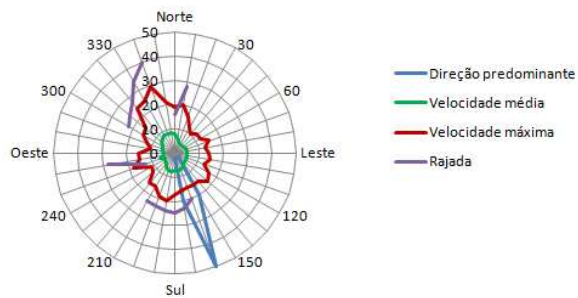 Norte
50
330
30
40
30
300
60
20
10
Oeste
0
Leste
240
120
210
150
Sul
Direção predominante
Velocidade média
Velocidade máxima
Rajada